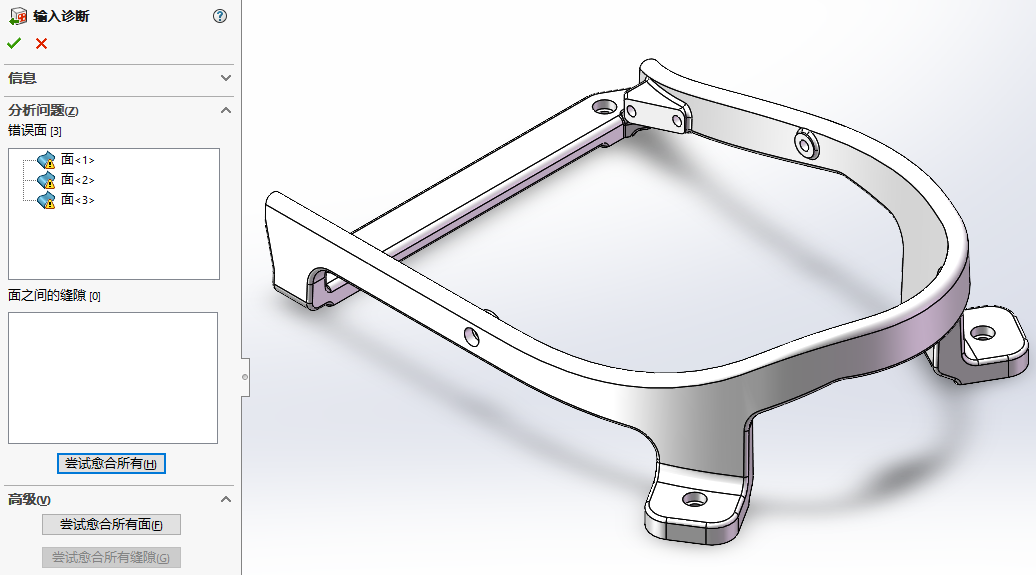 输入诊断
信息
分析问题(Z)
错误面 [3]
面<1>
面<2>
面<3>
面之间的缝隙 [0]
尝试愈合所有(H)
高级(V)
尝试愈合所有面(F)
尝试愈合所有缝隙(G)